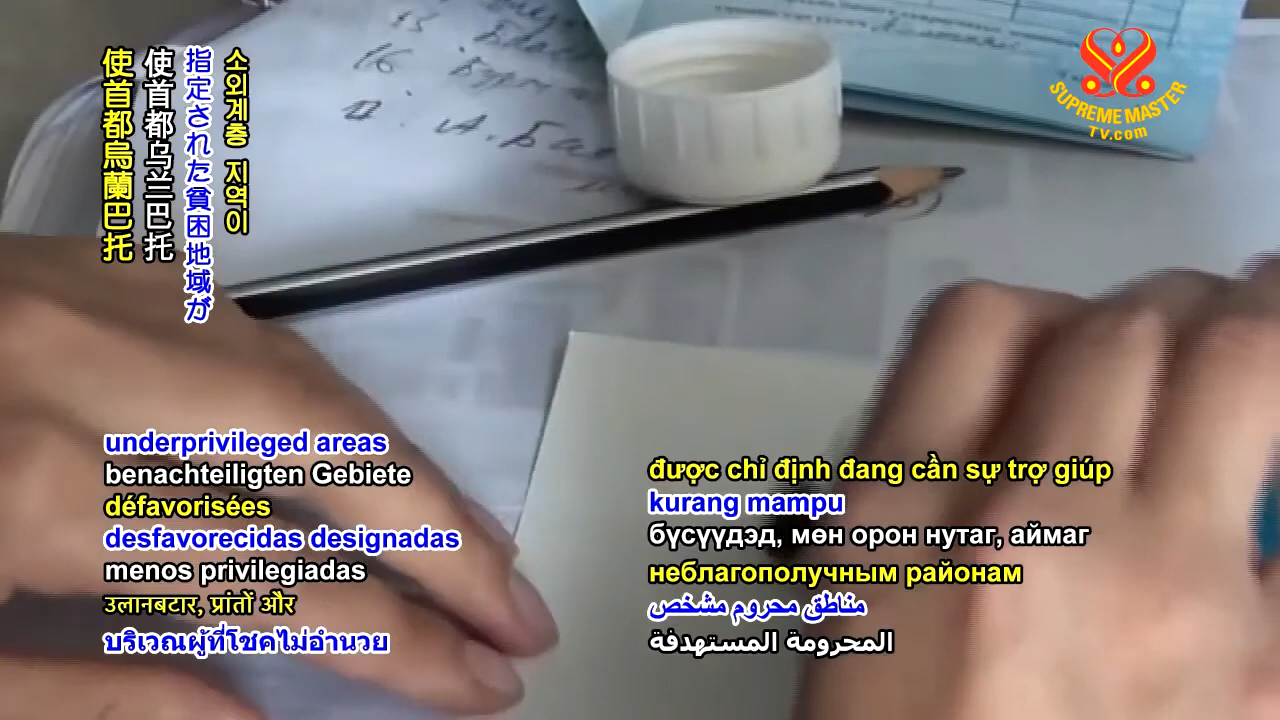 使首都烏蘭巴托
使首都乌兰巴托
指定された貧困地域が
소외계층 지역이
SUPREME MASTER
TV.com
underprivileged areas
benachteiligten Gebiete
défavorisées
desfavorecidas designadas
menos privilegiadas
उलानबटार, प्रांतों और
บริเวณผู้ที่โชคไม่อำนวย
được chỉ định đang cần sự trợ giúp
kurang mampu
бүсүүдэд, мөн орон нутаг, аймаг
неблагополучным районам
مناطق محروم مشخص
المحرومة المستهدفة
16